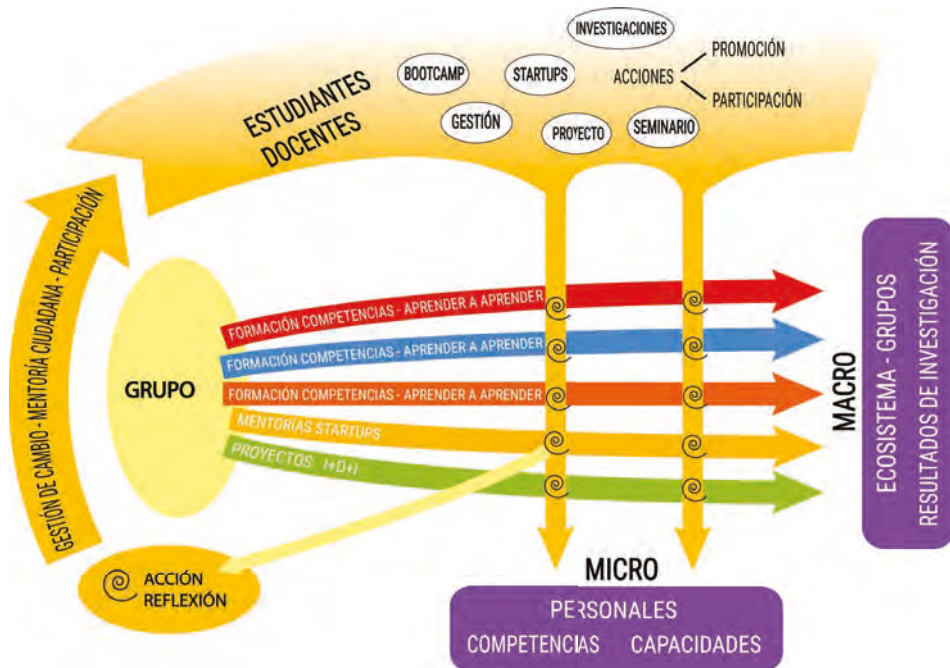 INVESTIGACIONES
PROMOCIÓN
BOOTCAMP
STARTUPS
ACCIONES
PARTICIPACIÓN
ESTUDIANTES
DOCENTES
GESTIÓN
PROYECTO
SEMINARIO
GESTIÓN DE CAMBIO - MENTORÍA CIUDADANA - PARTICIPACIÓN
GRUPO
FORMACIÓN COMPETENCIAS - APRENDER A APRENDER
FORMACIÓN COMPETENCIAS - APRENDER A APRENDER
FORMACIÓN COMPETENCIAS - APRENDER A APRENDER
MENTORÍAS STARTUPS
PROYECTOS I+D+i
MACRO
ECOSISTEMA - GRUPOS
RESULTADOS DE INVESTIGACIÓN
ACCIÓN
REFLEXIÓN
MICRO
PERSONALES
COMPETENCIAS CAPACIDADES